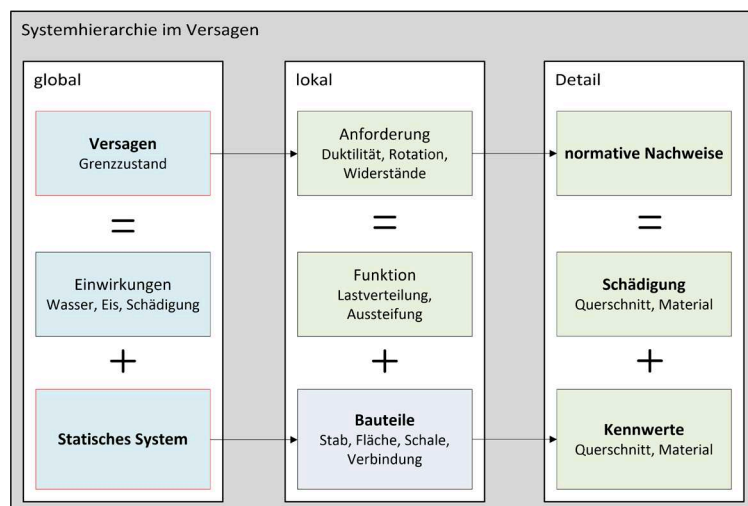 Systemhierarchie im Versagen
global
Versagen
Grenzzustand
=
Einwirkungen
Wasser, Eis, Schädigung
+
Statisches System
lokal
Anforderung
Duktilität, Rotation,
Widerstände
=
Funktion
Lastverteilung,
Aussteifung
+
Bauteile
Stab, Fläche, Schale,
Verbindung
Detail
normative Nachweise
=
Schädigung
Querschnitt, Material
+
Kennwerte
Querschnitt, Material